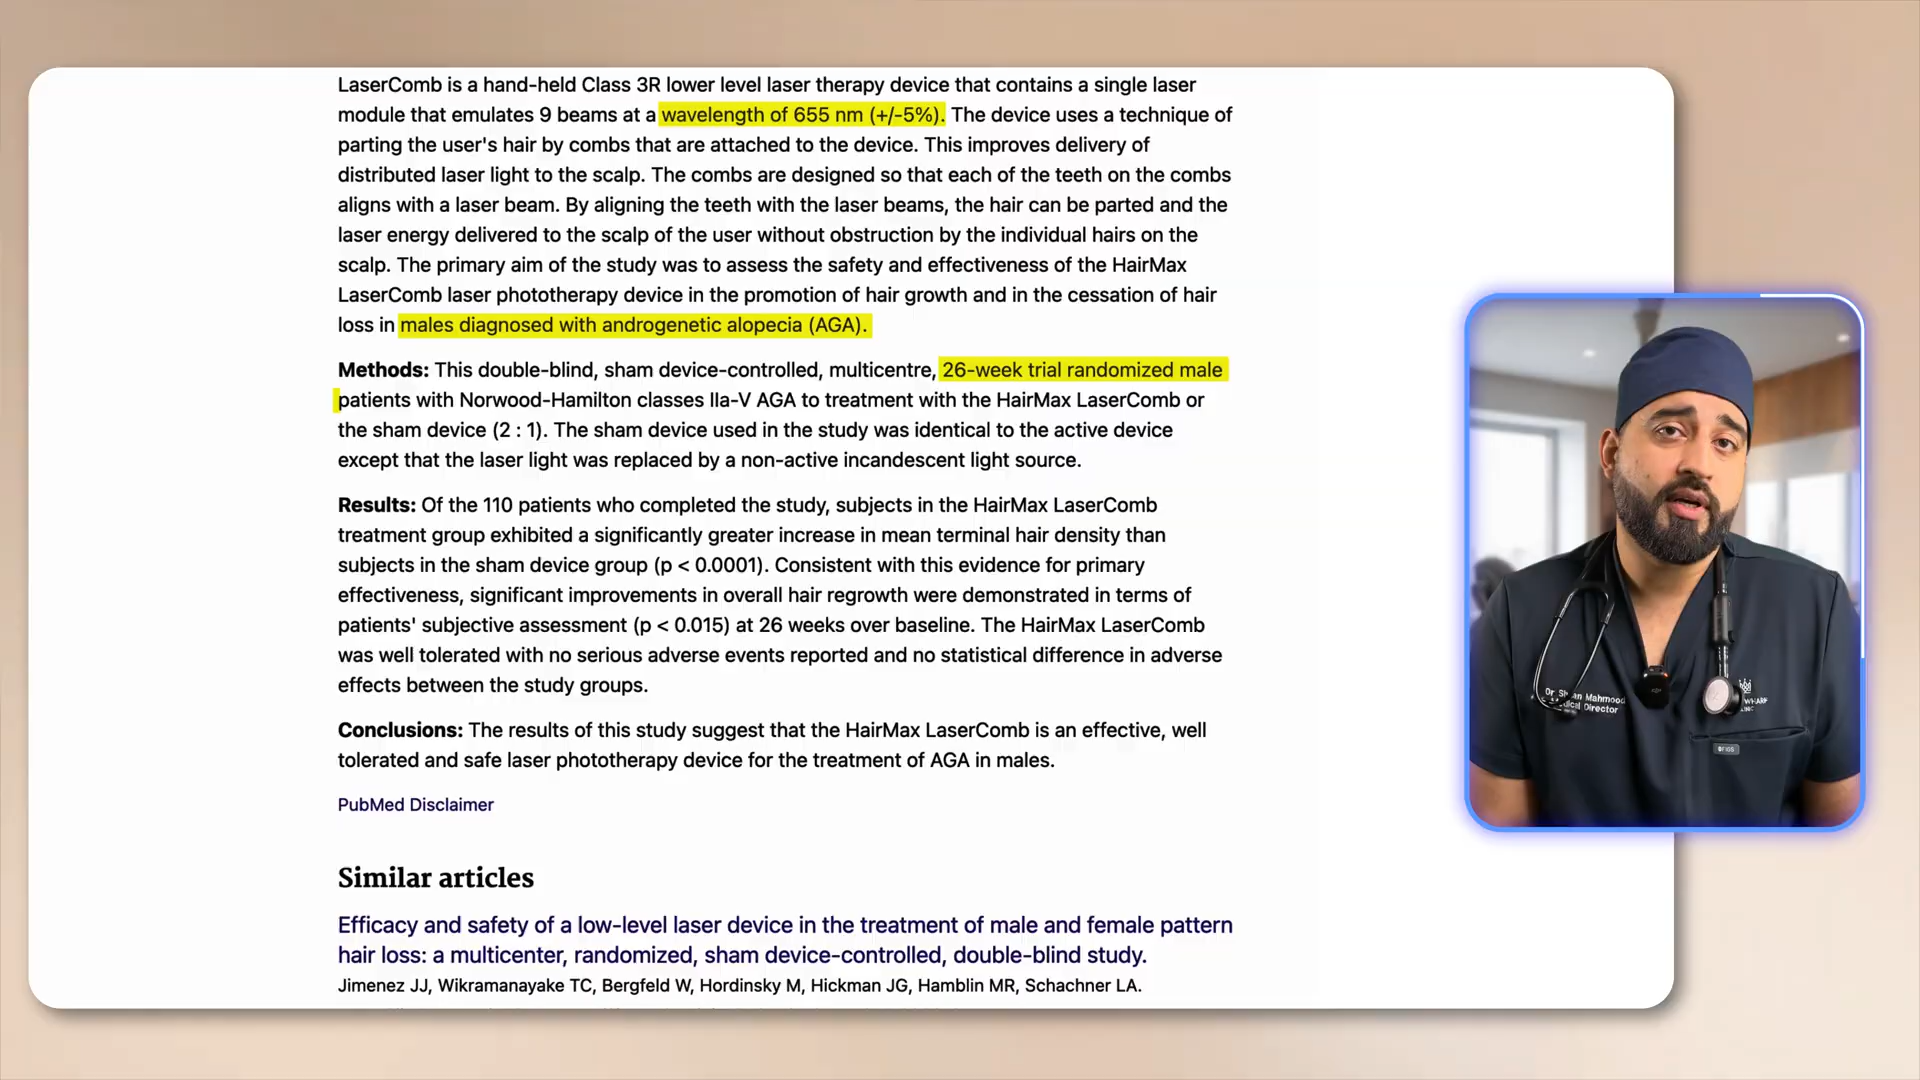 LaserComb is a hand-held Class 3R lower level laser therapy device that contains a single laser
module that emulates 9 beams at a wavelength of 655 nm (+/-5%). The device uses a technique of
parting the user's hair by combs that are attached to the device. This improves delivery of
distributed laser light to the scalp. The combs are designed so that each of the teeth on the combs
aligns with a laser beam. By aligning the teeth with the laser beams, the hair can be parted and the
laser energy delivered to the scalp of the user without obstruction by the individual hairs on the
scalp. The primary aim of the study was to assess the safety and effectiveness of the HairMax
LaserComb laser phototherapy device in the promotion of hair growth and in the cessation of hair
loss in males diagnosed with androgenetic alopecia (AGA).
Methods: This double-blind, sham device-controlled, multicentre, 26-week trial randomized male
patients with Norwood-Hamilton classes IIa-V AGA to treatment with the HairMax LaserComb or
the sham device (2 : 1). The sham device used in the study was identical to the active device
except that the laser light was replaced by a non-active incandescent light source.
Results: Of the 110 patients who completed the study, subjects in the HairMax LaserComb
treatment group exhibited a significantly greater increase in mean terminal hair density than
subjects in the sham device group (p < 0.0001). Consistent with this evidence for primary
effectiveness, significant improvements in overall hair regrowth were demonstrated in terms of
patients' subjective assessment (p < 0.015) at 26 weeks over baseline. The HairMax LaserComb
was well tolerated with no serious adverse events reported and no statistical difference in adverse
effects between the study groups.
Conclusions: The results of this study suggest that the HairMax LaserComb is an effective, well
tolerated and safe laser phototherapy device for the treatment of AGA in males.
PubMed Disclaimer
Similar articles
Efficacy and safety of a low-level laser device in the treatment of male and female pattern
hair loss: a multicenter, randomized, sham device-controlled, double-blind study.
Jimenez JJ, Wikramanayake TC, Bergfeld W, Hordinsky M, Hickman JG, Hamblin MR, Schachner LA.
Dr Mahmood
Director
WHARF
FIGS